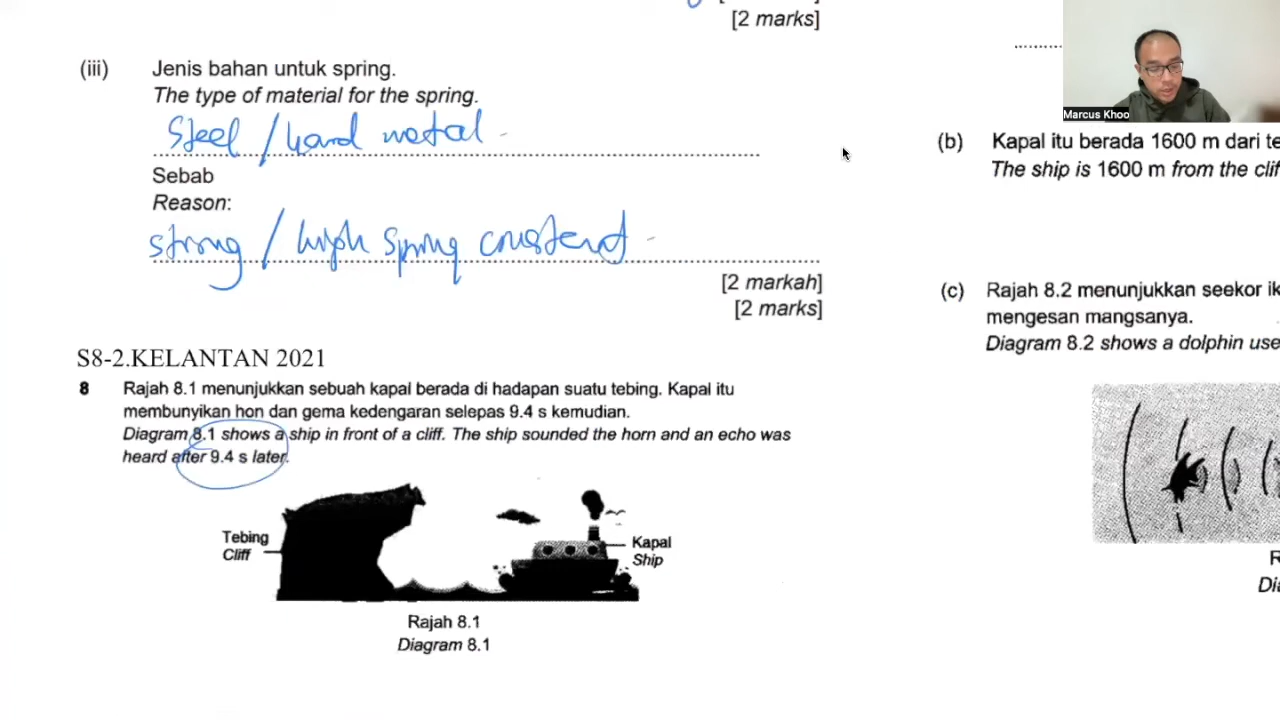 [2 marks]
(iii) Jenis bahan untuk spring.
The type of material for the spring.
Steel / hard metal
Sebab
Reason:
strong / high spring constant
[2 markah]
[2 marks]
S8-2.KELANTAN 2021
8 Rajah 8.1 menunjukkan sebuah kapal berada di hadapan suatu tebing. Kapal itu
membunyikan hon dan gema kedengaran selepas 9.4 s kemudian.
Diagram 8.1 shows a ship in front of a cliff. The ship sounded the horn and an echo was
heard after 9.4 s later.
Tebing
Cliff
Kapal
Ship
Rajah 8.1
Diagram 8.1
Marcus Khoo
(b) Kapal itu berada 1600 m dari te
The ship is 1600 m from the clif
(c) Rajah 8.2 menunjukkan seekor ik
mengesan mangsanya.
Diagram 8.2 shows a dolphin use
R
Di